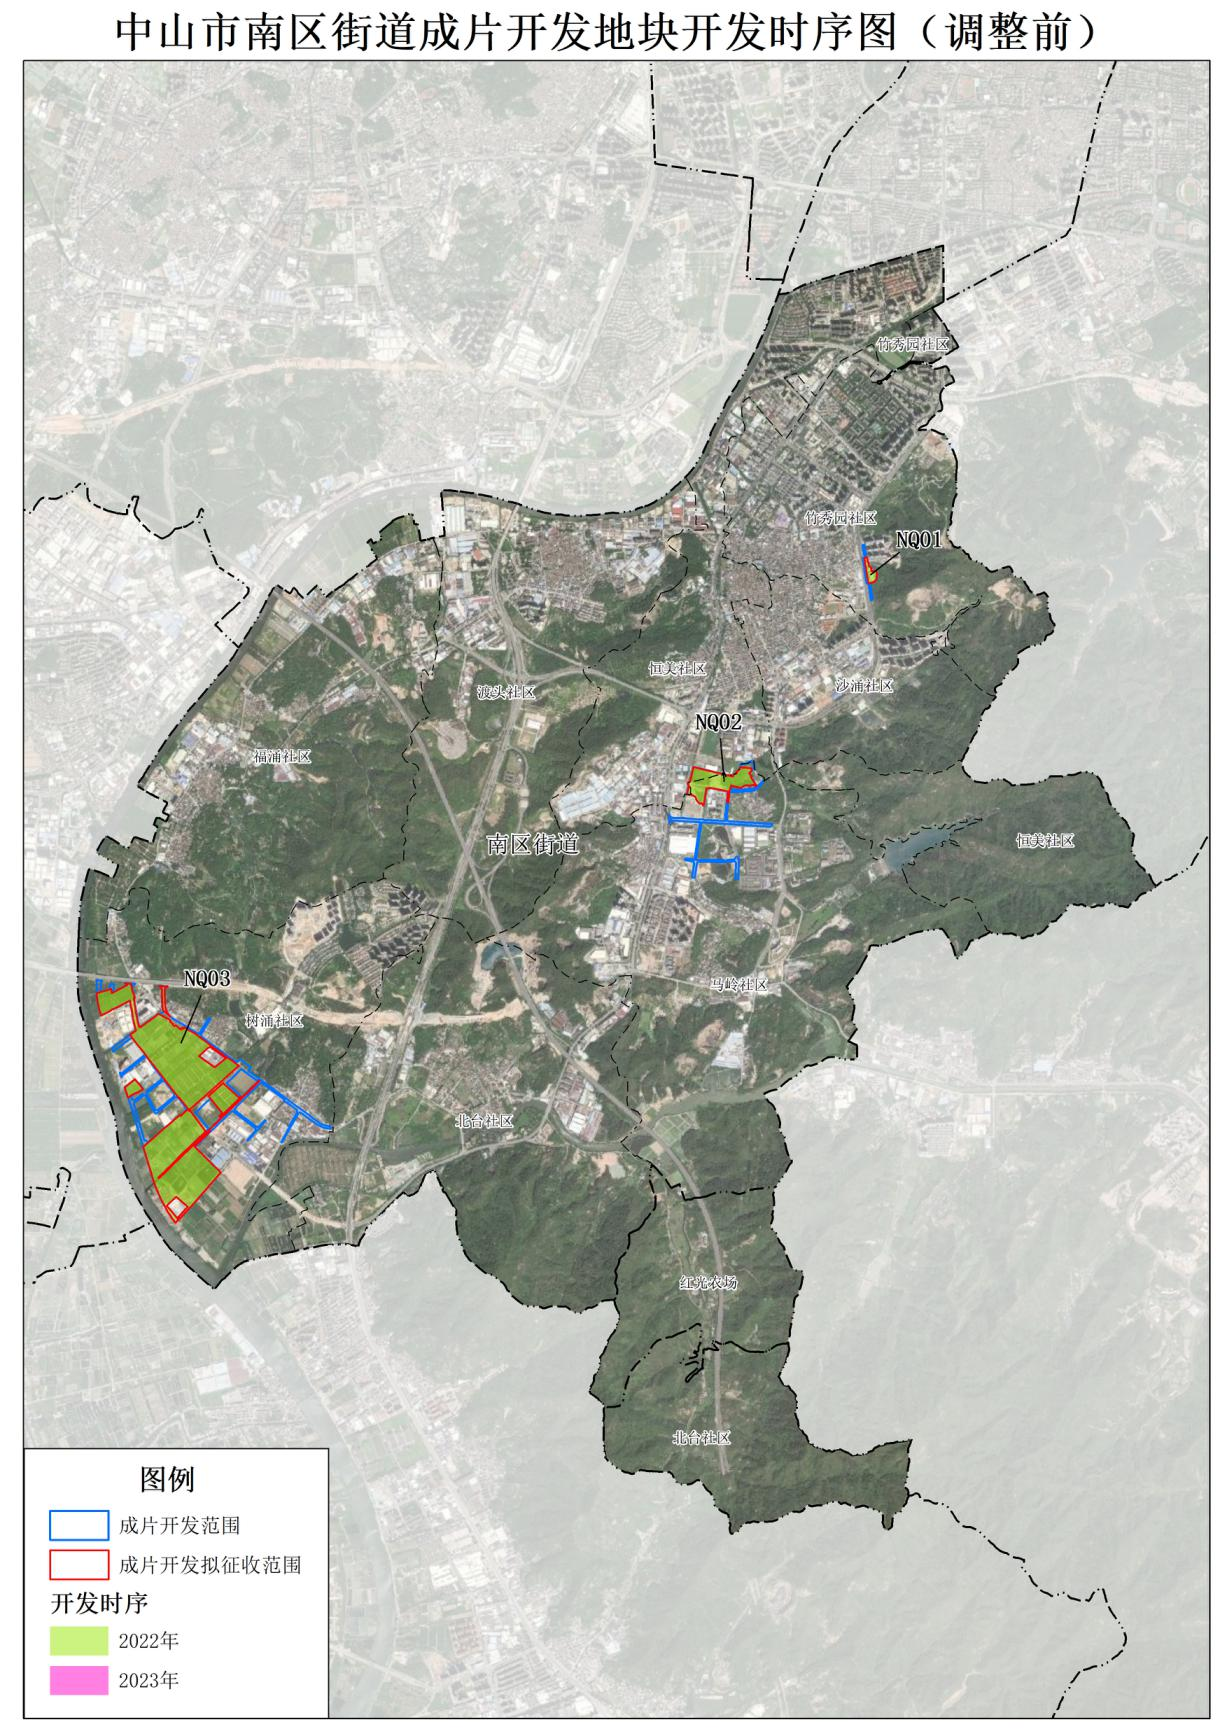 中山市南区街道成片开发地块开发时序图（调整前）
竹秀园社区
竹秀园社区
NQ01
恒美社区
沙涌社区
渡头社区
NQ02
福涌社区
南区街道
恒美社区
NQ03
马岭社区
树涌社区
北台社区
红光农场
北台社区
图例
成片开发范围
成片开发拟征收范围
开发时序
2022年
2023年